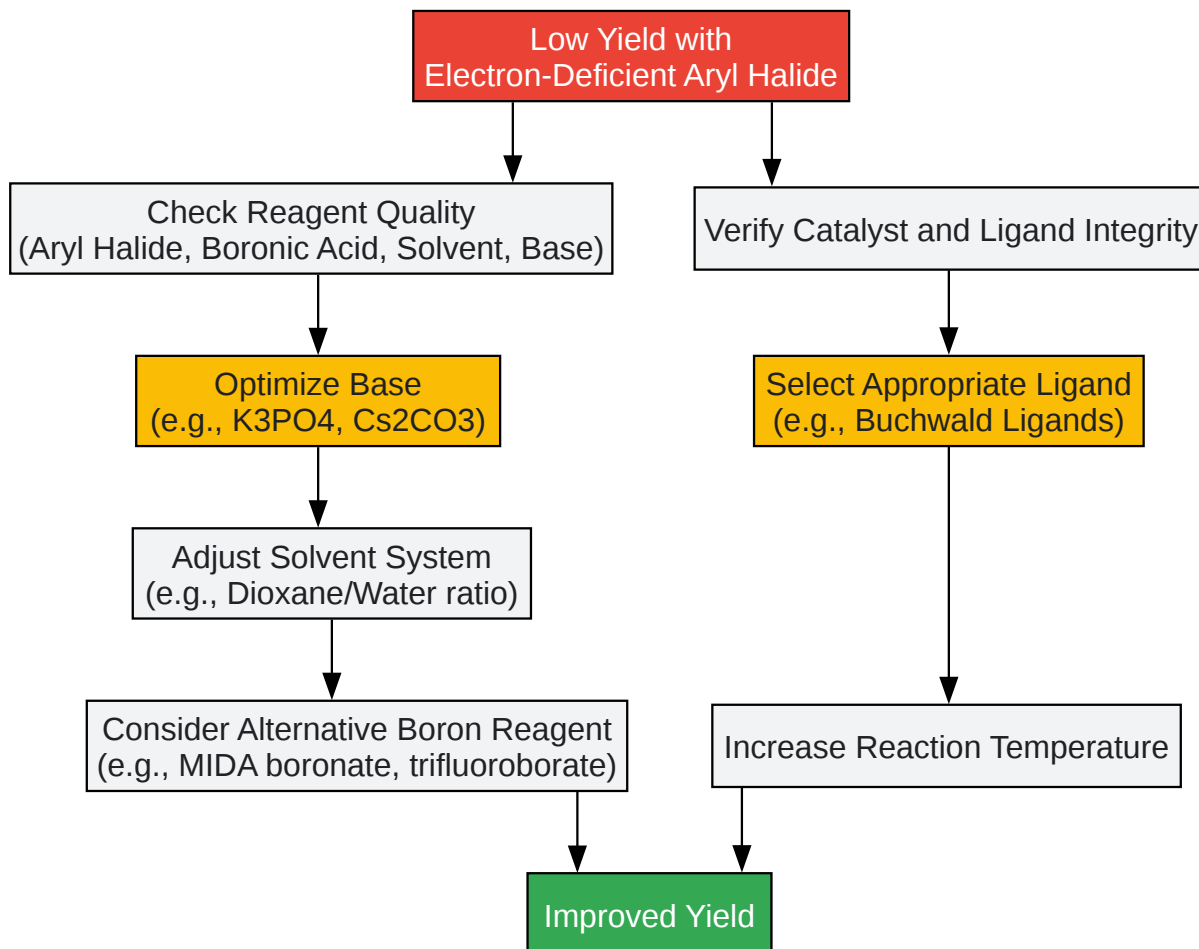 Low Yield with
Electron-Deficient Aryl Halide
Check Reagent Quality
(Aryl Halide, Boronic Acid, Solvent, Base)
Verify Catalyst and Ligand Integrity
Optimize Base
(e.g., K3PO4, Cs2CO3)
Select Appropriate Ligand
(e.g., Buchwald Ligands)
Adjust Solvent System
(e.g., Dioxane/Water ratio)
Consider Alternative Boron Reagent
(e.g., MIDA boronate, trifluoroborate)
Increase Reaction Temperature
Improved Yield